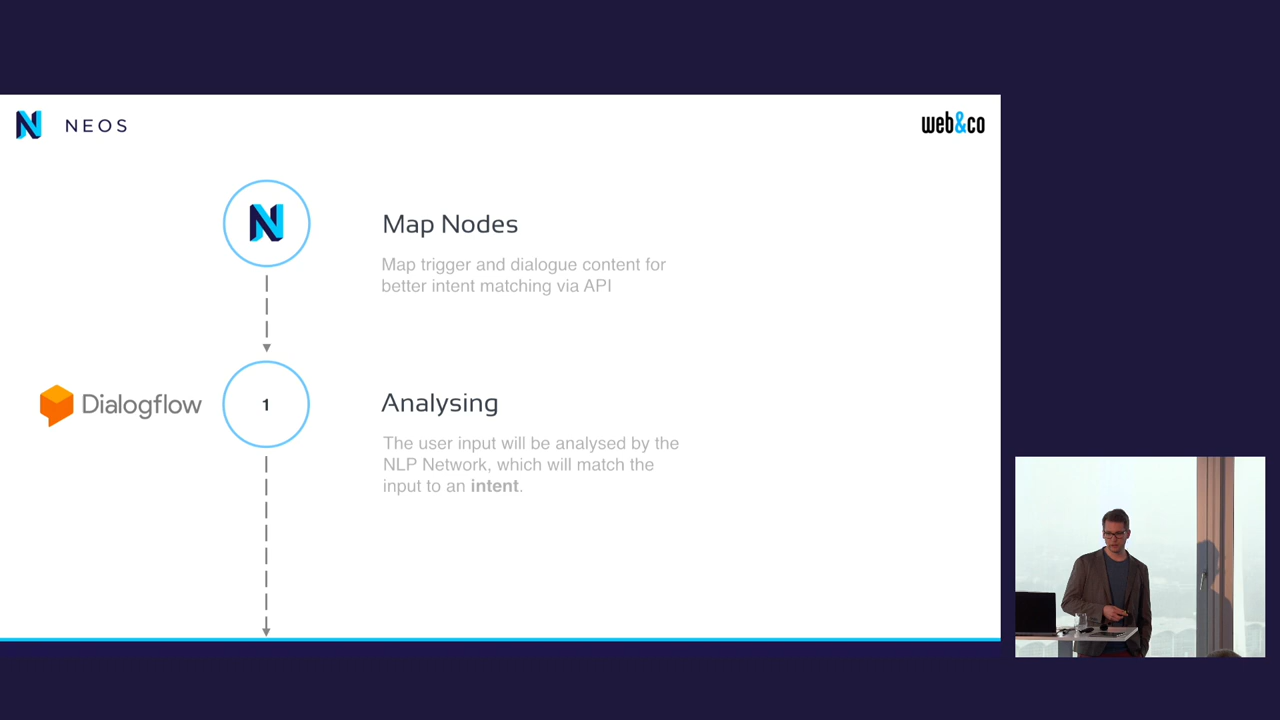 NEOS
web&co
Map Nodes
Map trigger and dialogue content for
better intent matching via API
Dialogflow
1
Analysing
The user input will be analysed by the
NLP Network, which will match the
input to an intent.